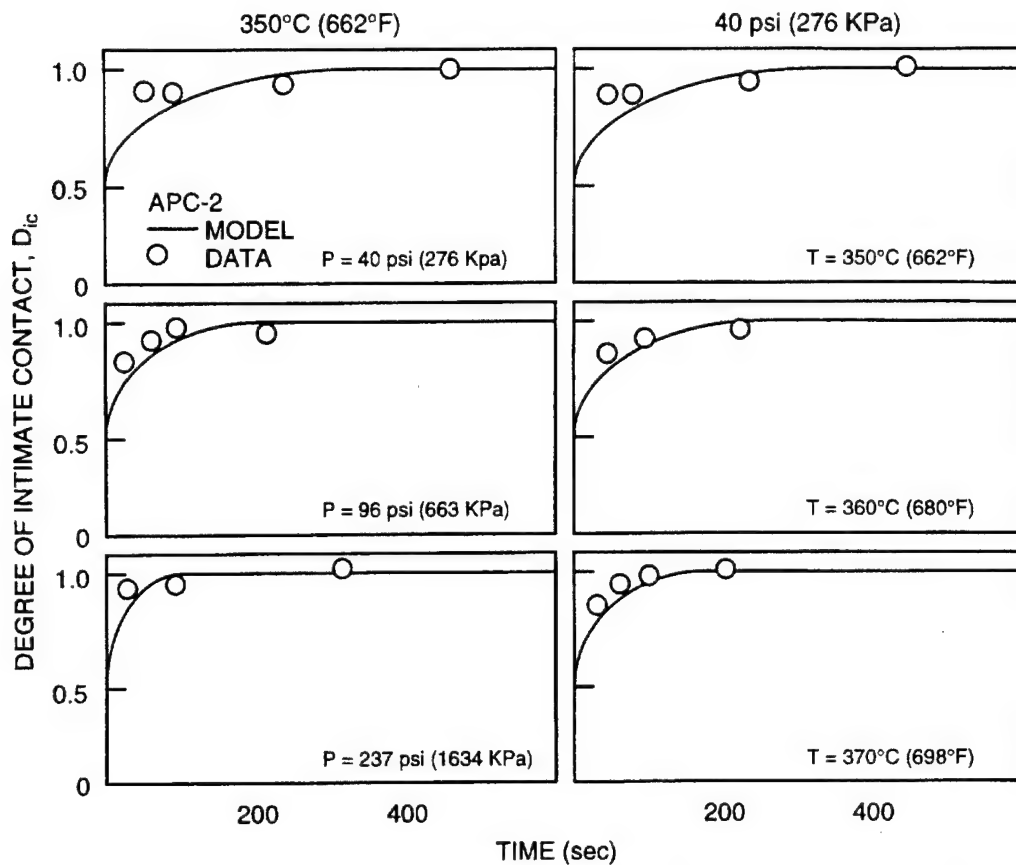 350°C (662°F)
40 psi (276 KPa)
DEGREE OF INTIMATE CONTACT, Dic
1.0
0.5
0
APC-2
MODEL
DATA
P = 40 psi (276 Kpa)
T = 350°C (662°F)
1.0
0.5
0
P = 96 psi (663 KPa)
T = 360°C (680°F)
1.0
0.5
0
P = 237 psi (1634 KPa)
T = 370°C (698°F)
200
400
200
400
TIME (sec)